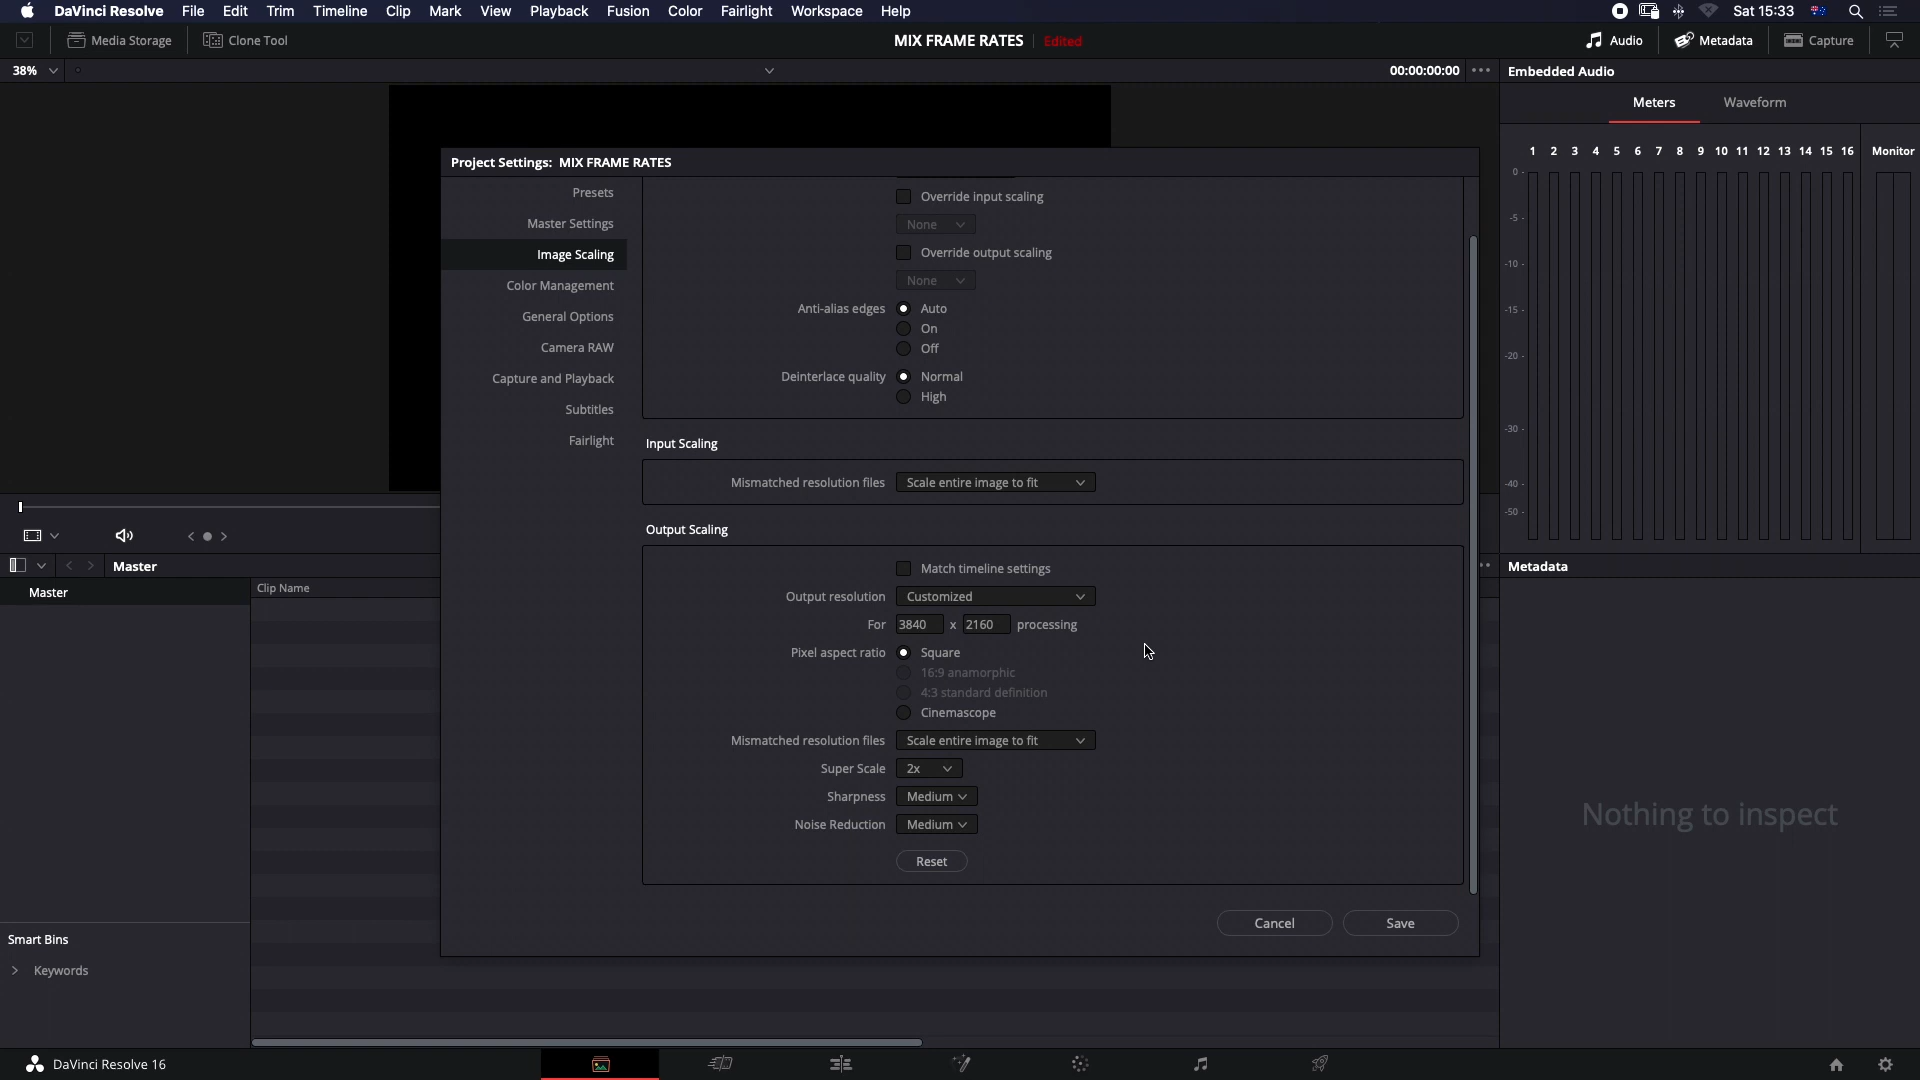 DaVinci Resolve File Edit Trim Timeline Clip Mark View Playback Fusion Color Fairlight Workspace Help Sat 15:33
Media Storage Clone Tool MIX FRAME RATES Edited Audio Metadata Capture
38% 00:00:00:00 Embedded Audio
Meters Waveform
1 2 3 4 5 6 7 8 9 10 11 12 13 14 15 16 Monitor
0
-5
-10
-15
-20
-30
-40
-50
Project Settings: MIX FRAME RATES
Presets
Master Settings
Image Scaling
Color Management
General Options
Camera RAW
Capture and Playback
Subtitles
Fairlight
Override input scaling
None
Override output scaling
None
Anti-alias edges Auto
On
Off
Deinterlace quality Normal
High
Input Scaling
Mismatched resolution files Scale entire image to fit
Output Scaling
Match timeline settings
Output resolution Customized
For 3840 x 2160 processing
Pixel aspect ratio Square
16:9 anamorphic
4:3 standard definition
Cinemascope
Mismatched resolution files Scale entire image to fit
Super Scale 2x
Sharpness Medium
Noise Reduction Medium
Reset
Cancel Save
Master Metadata
Master Clip Name
Nothing to inspect
Smart Bins
Keywords
DaVinci Resolve 16